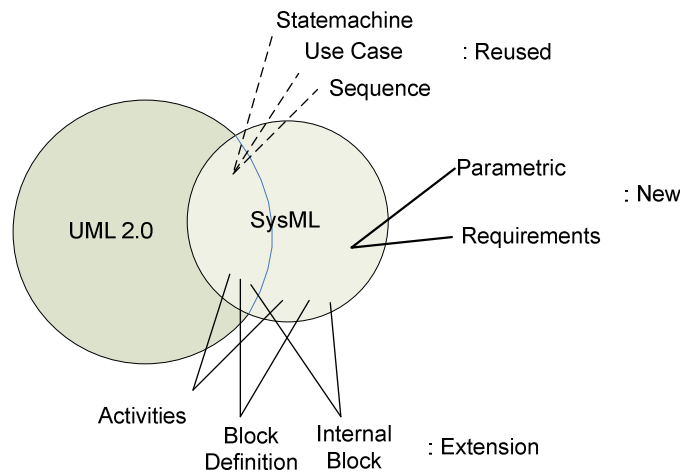 Statemachine
Use Case : Reused
Sequence
Parametric
: New
UML 2.0 SysML
Requirements
Activities
Block Definition
Internal Block
: Extension